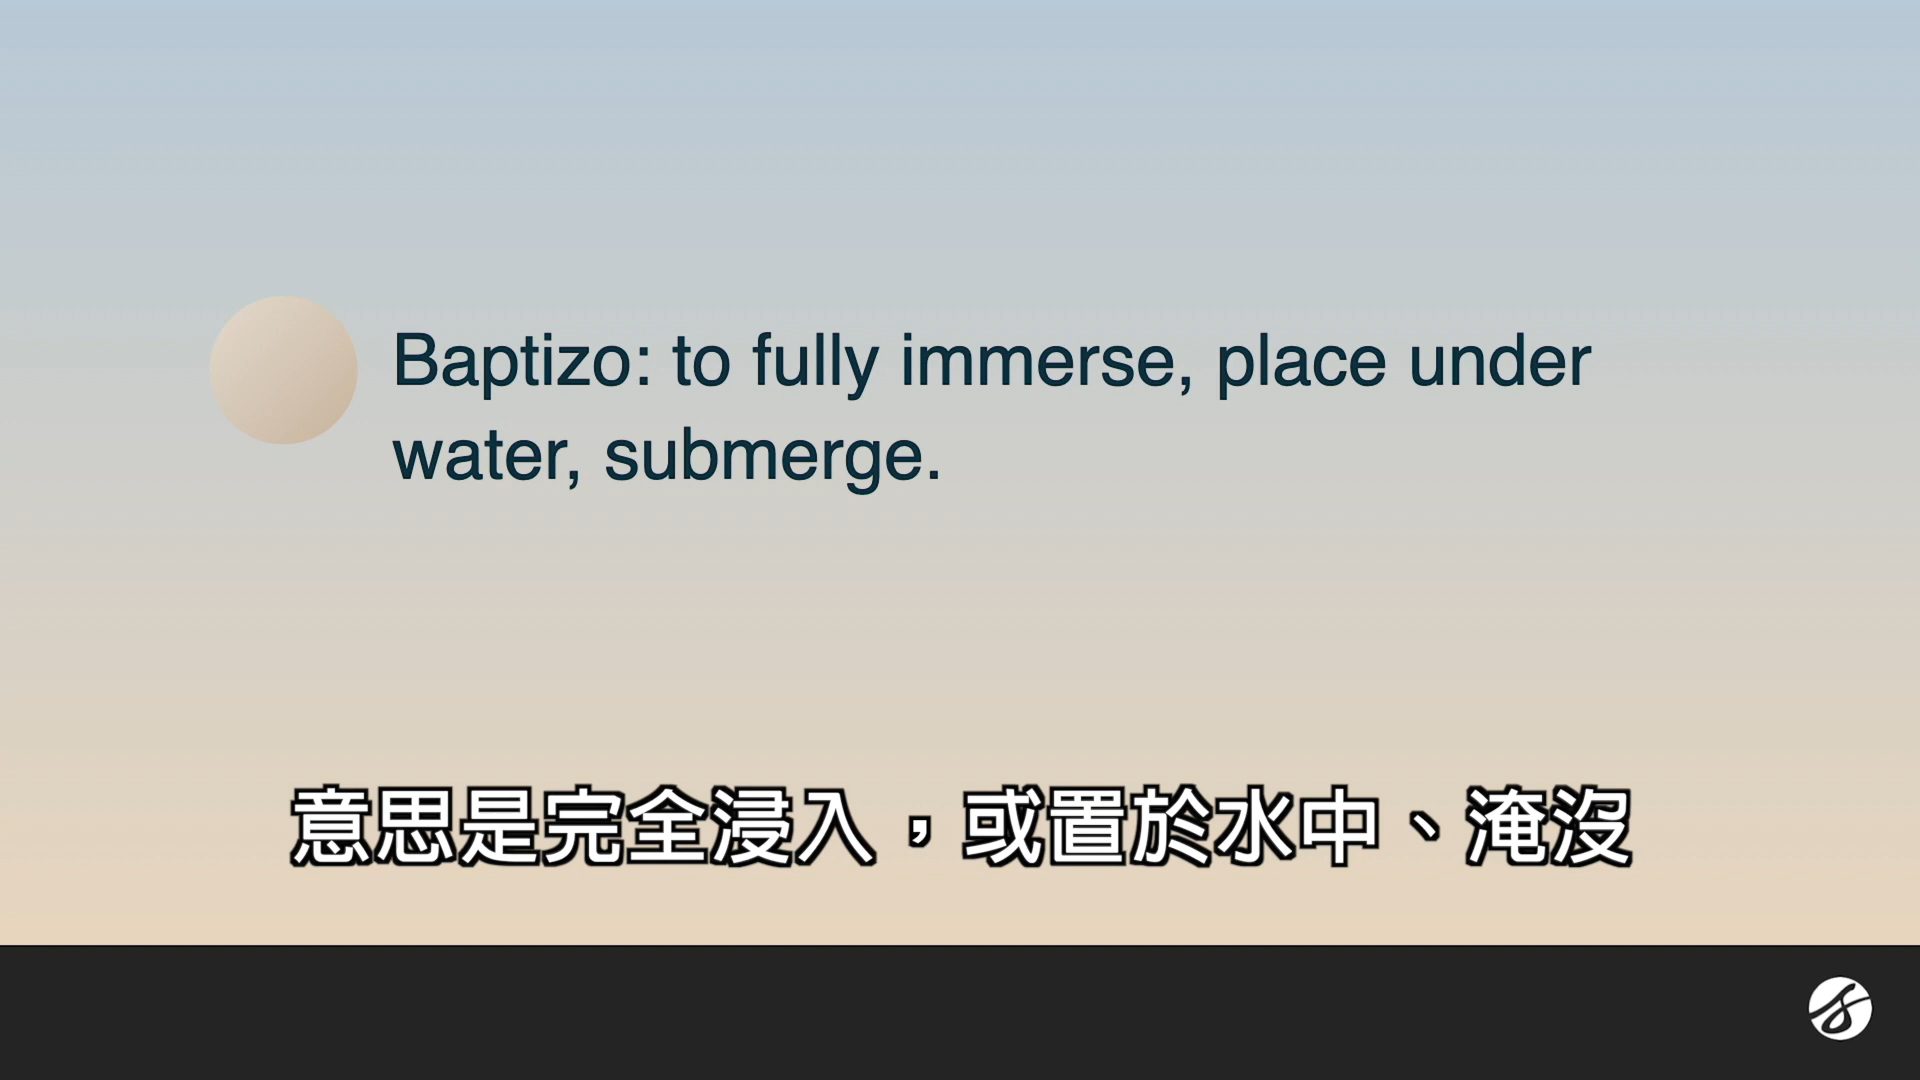 Baptizo: to fully immerse, place under
water, submerge.
意思是完全浸入，或置於水中、淹沒